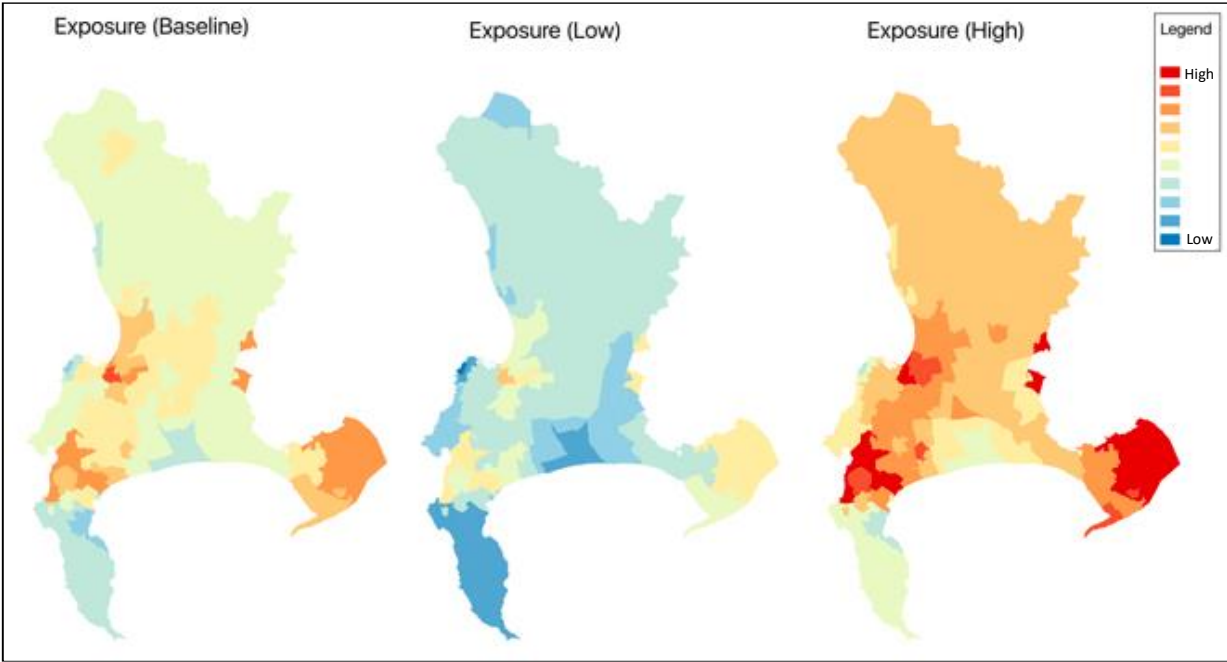 Exposure (Baseline)
Exposure (Low)
Exposure (High)
Legend
High
Low